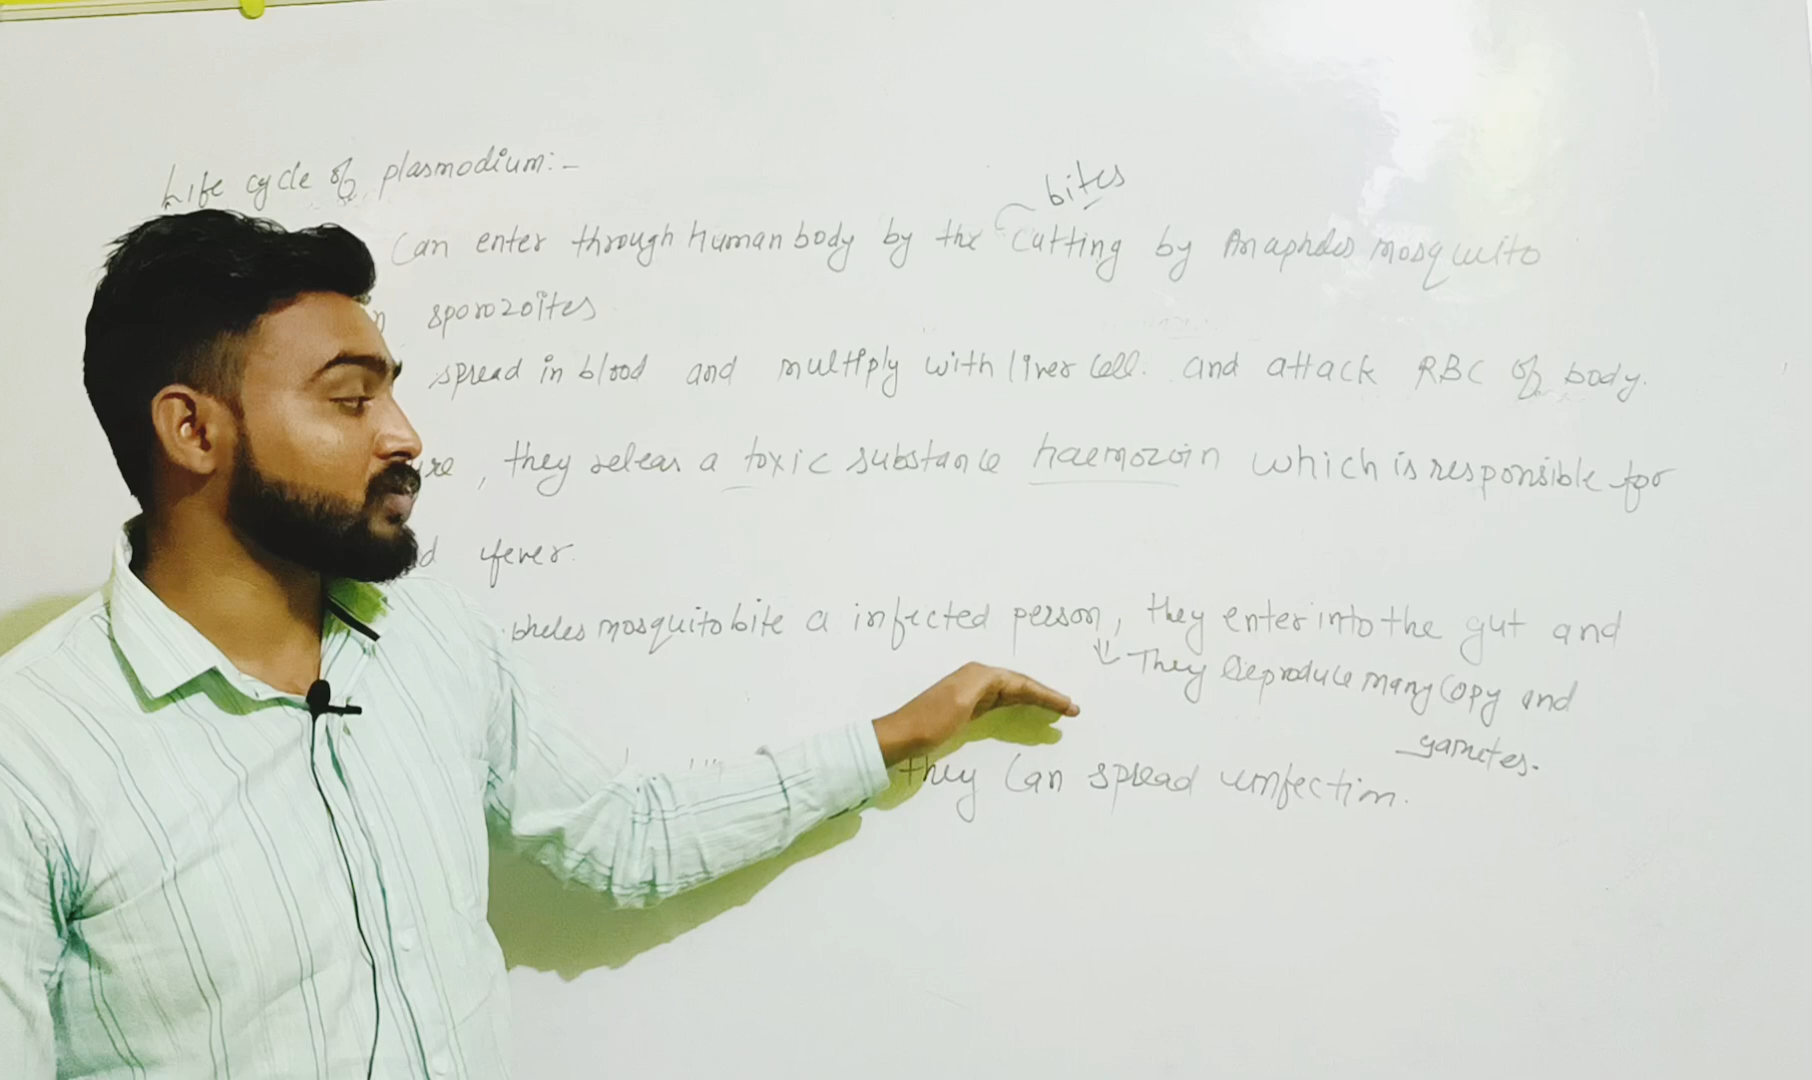 Life cycle of plasmodium:-
bites
Can enter through human body by the Cutting by Anapheles mosquito
sporozoites
spread in blood and multiply with liver cell. and attack RBC of body.
, they releas a toxic substance haemozoin which is responsible for
fever.
pheles mosquito bite a infected person, they enter into the gut and
They Reproduce many Copy and
gametes.
they Can spread infection.